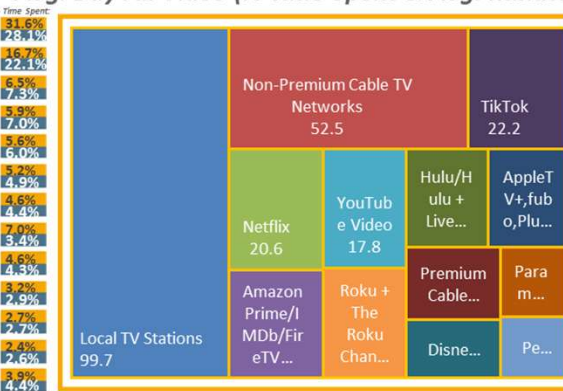 Time Spent:
31.6%
28.1%
16.7%
22.1%
6.5%
7.3%
5.9%
7.0%
5.6%
6.0%
5.2%
4.9%
4.6%
4.4%
7.0%
3.4%
4.6%
4.3%
3.2%
2.9%
2.7%
2.7%
2.4%
2.6%
3.9%
4.4%
Local TV Stations
99.7
Non-Premium Cable TV
Networks
52.5
TikTok
22.2
Netflix
20.6
YouTub
e Video
17.8
Hulu/H
ulu +
Live...
AppleT
V+,fub
o,Plu...
Amazon
Prime/I
MDb/Fir
eTV...
Roku +
The
Roku
Chan...
Premium
Cable...
Para
m...
Disne...
Pe...